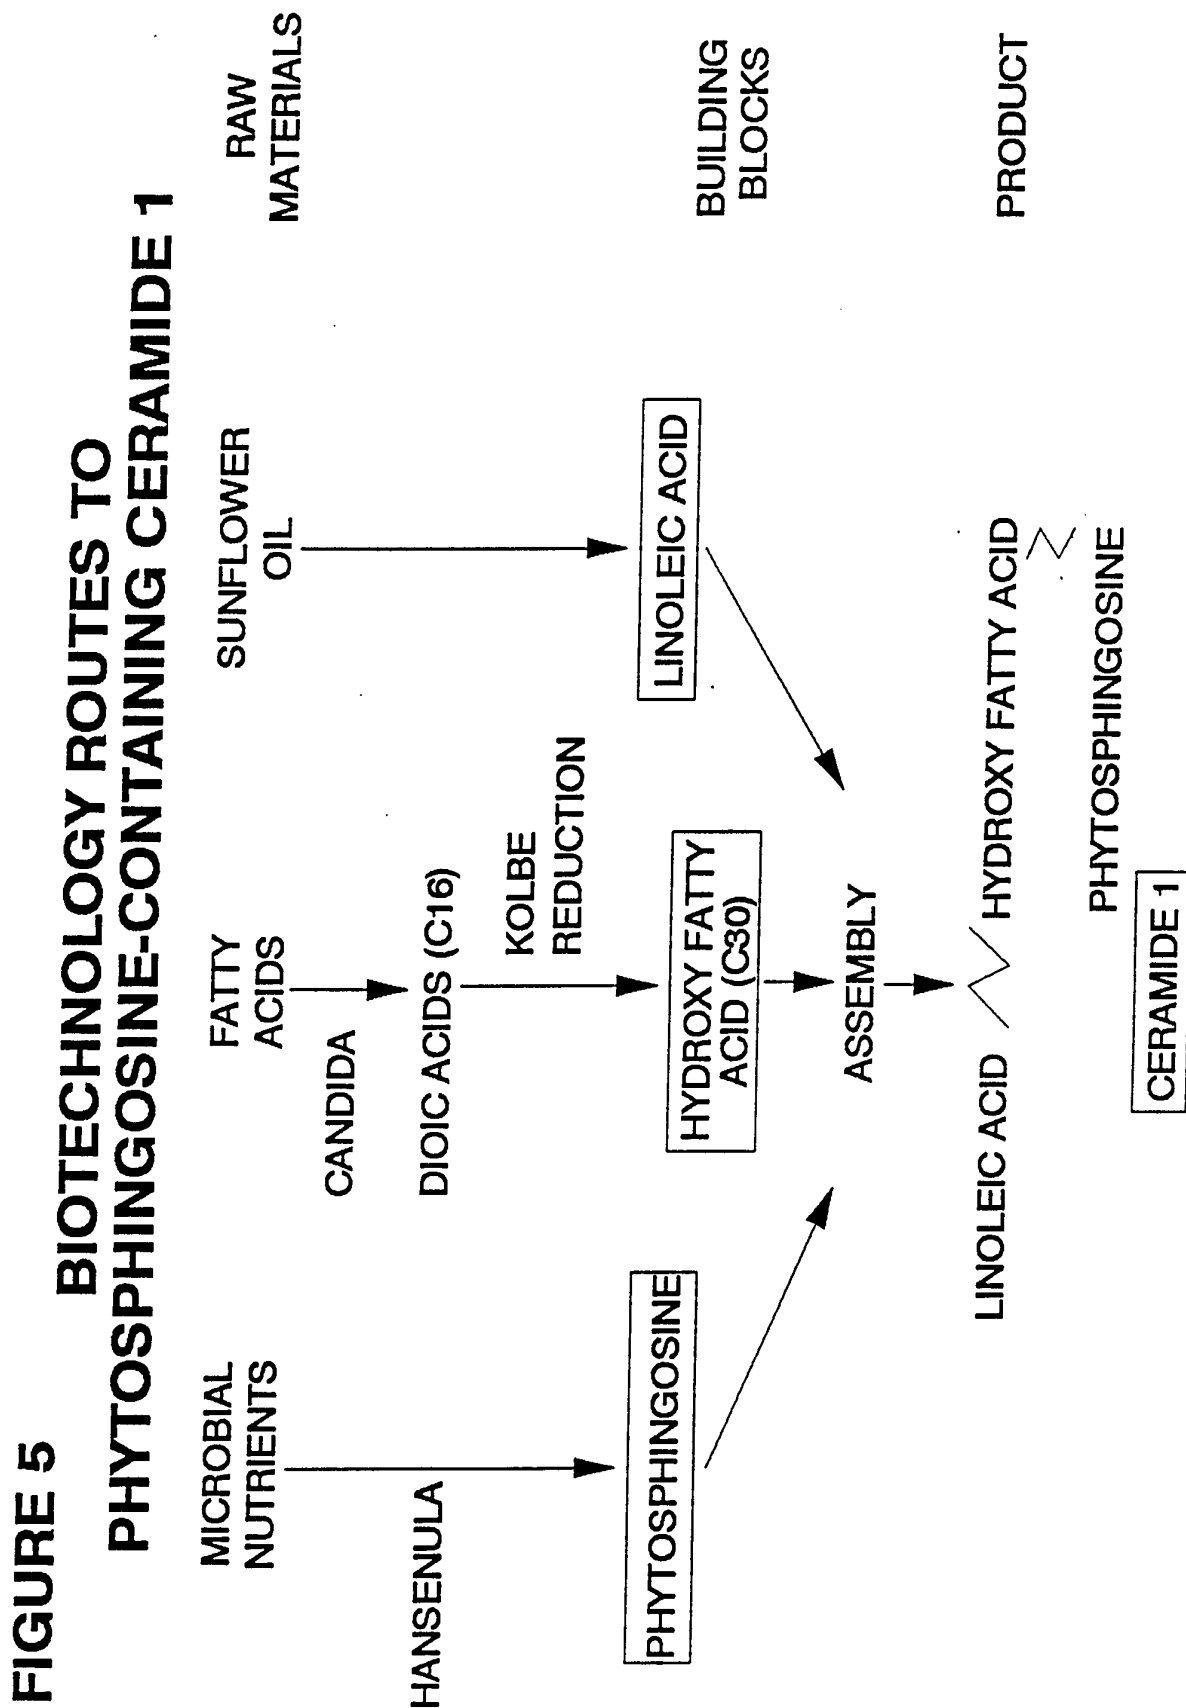 FIGURE 5
BIOTECHNOLOGY ROUTES TO
PHYTOSPHINGOSINE-CONTAINING CERAMIDE 1
MICROBIAL
NUTRIENTS
FATTY
ACIDS
SUNFLOWER
OIL
RAW
MATERIALS
HANSENULA
CANDIDA
DIOIC ACIDS (C16)
KOLBE
REDUCTION
PHYTOSPHINGOSINE
HYDROXY FATTY
ACID (C30)
LINOLEIC ACID
BUILDING
BLOCKS
ASSEMBLY
LINOLEIC ACID
HYDROXY FATTY ACID
PRODUCT
PHYTOSPHINGOSINE
CERAMIDE 1